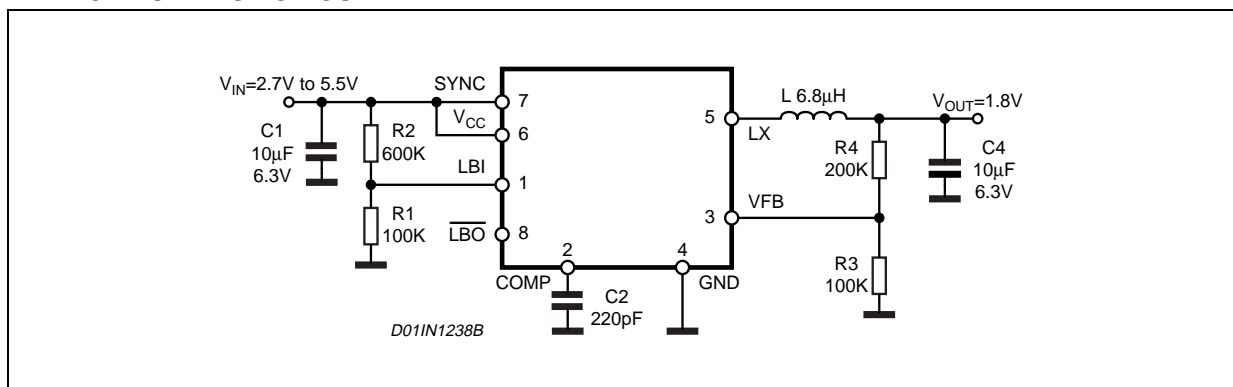 V_IN=2.7V to 5.5V
SYNC
7
V_CC
6
C1
10μF
6.3V
R2
600K
LBI
1
R1
100K
LBO
8
2
COMP
C2
220pF
4
GND
5
LX
L 6.8μH
V_OUT=1.8V
R4
200K
C4
10μF
6.3V
VFB
3
R3
100K
D01IN1238B